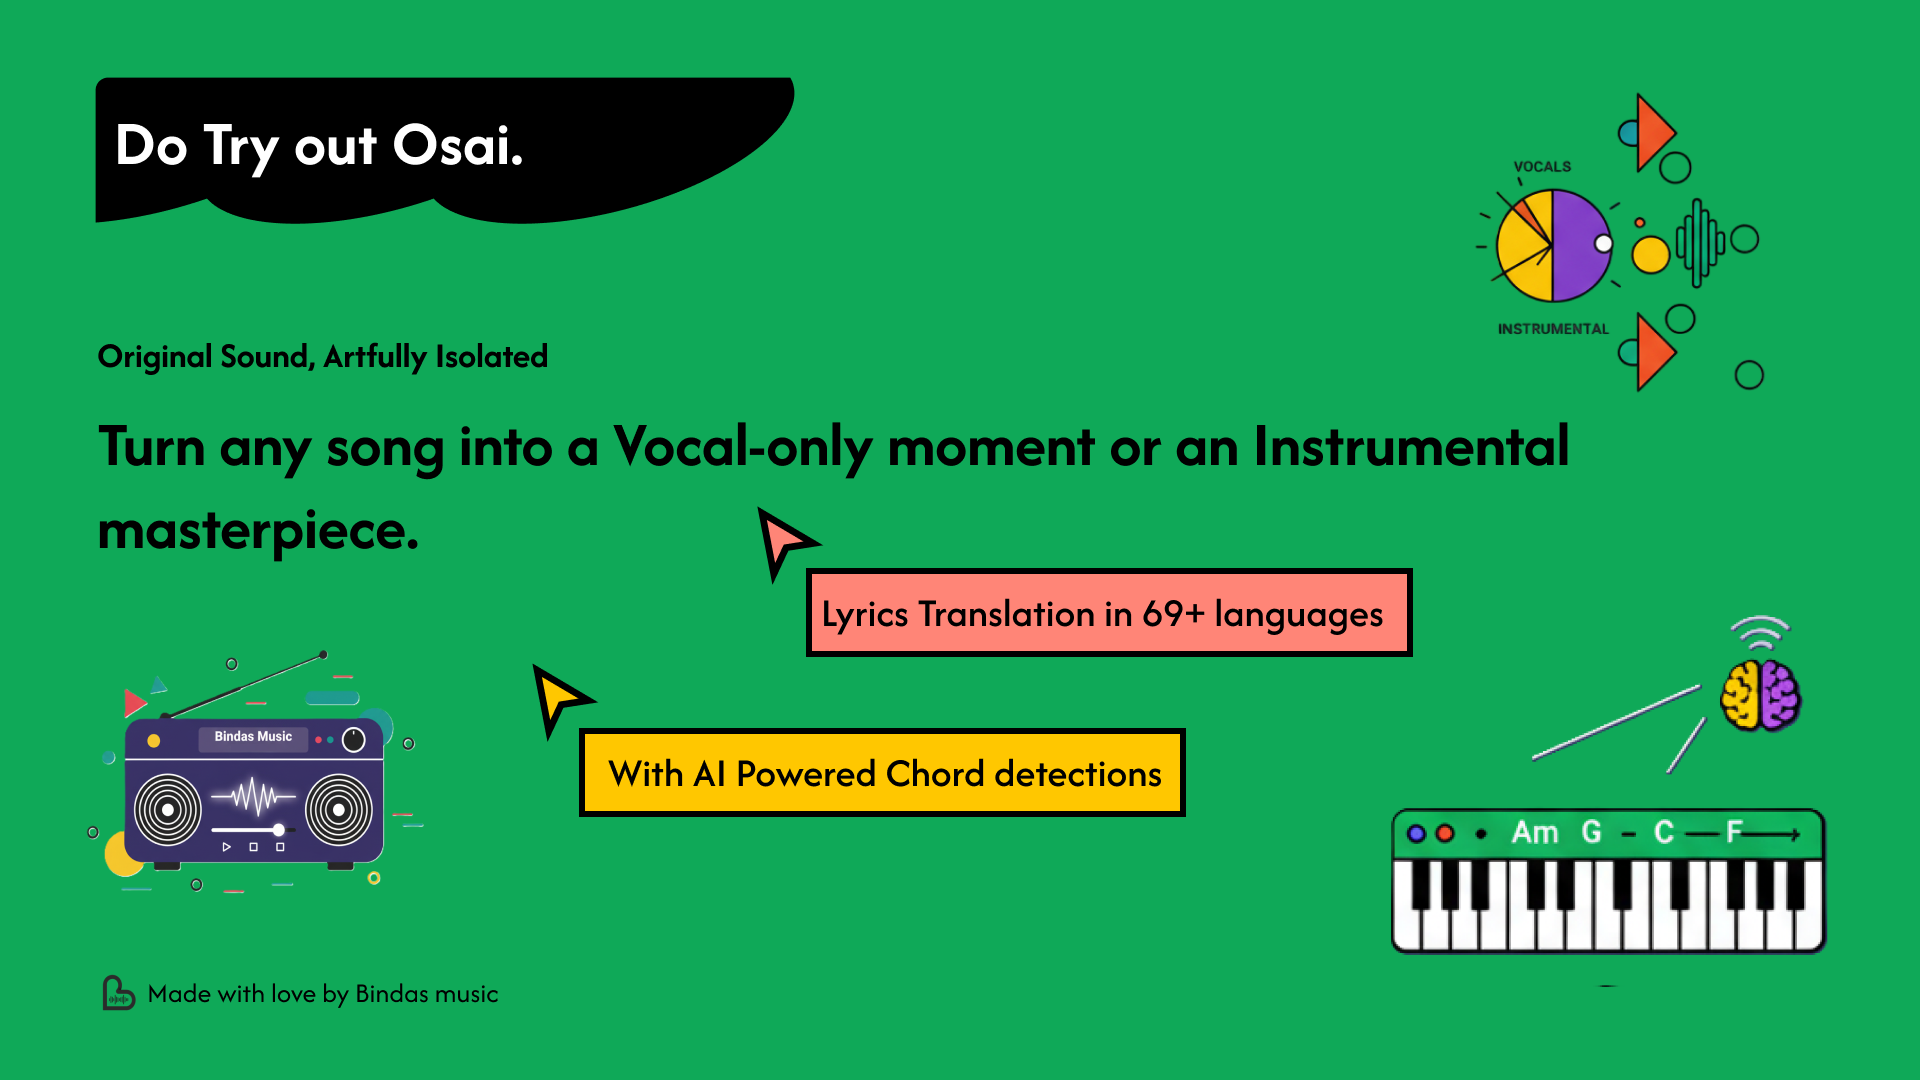 Do Try out Osai.
VOCALS
INSTRUMENTAL
Original Sound, Artfully Isolated
Turn any song into a Vocal-only moment or an Instrumental
masterpiece.
Lyrics Translation in 69+ languages
With AI Powered Chord detections
Bindas Music
Am G - C — F
Made with love by Bindas music